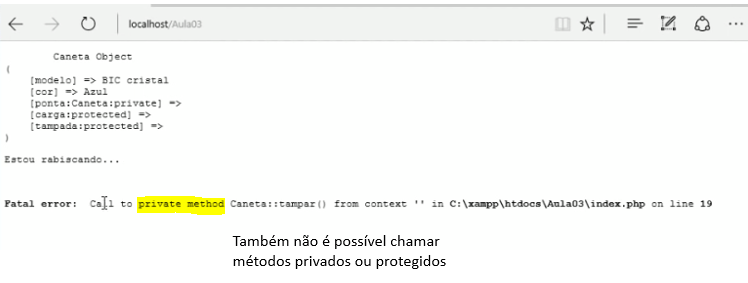 localhost/Aula03
Caneta Object
(
[modelo] => BIC cristal
[cor] => Azul
[ponta:Caneta:private] =>
[carga:protected] =>
[tampada:protected] =>
)
Estou rabiscando...
Fatal error: Call to private method Caneta::tampar() from context '' in C:\xampp\htdocs\Aula03\index.php on line 19
Também não é possível chamar
métodos privados ou protegidos